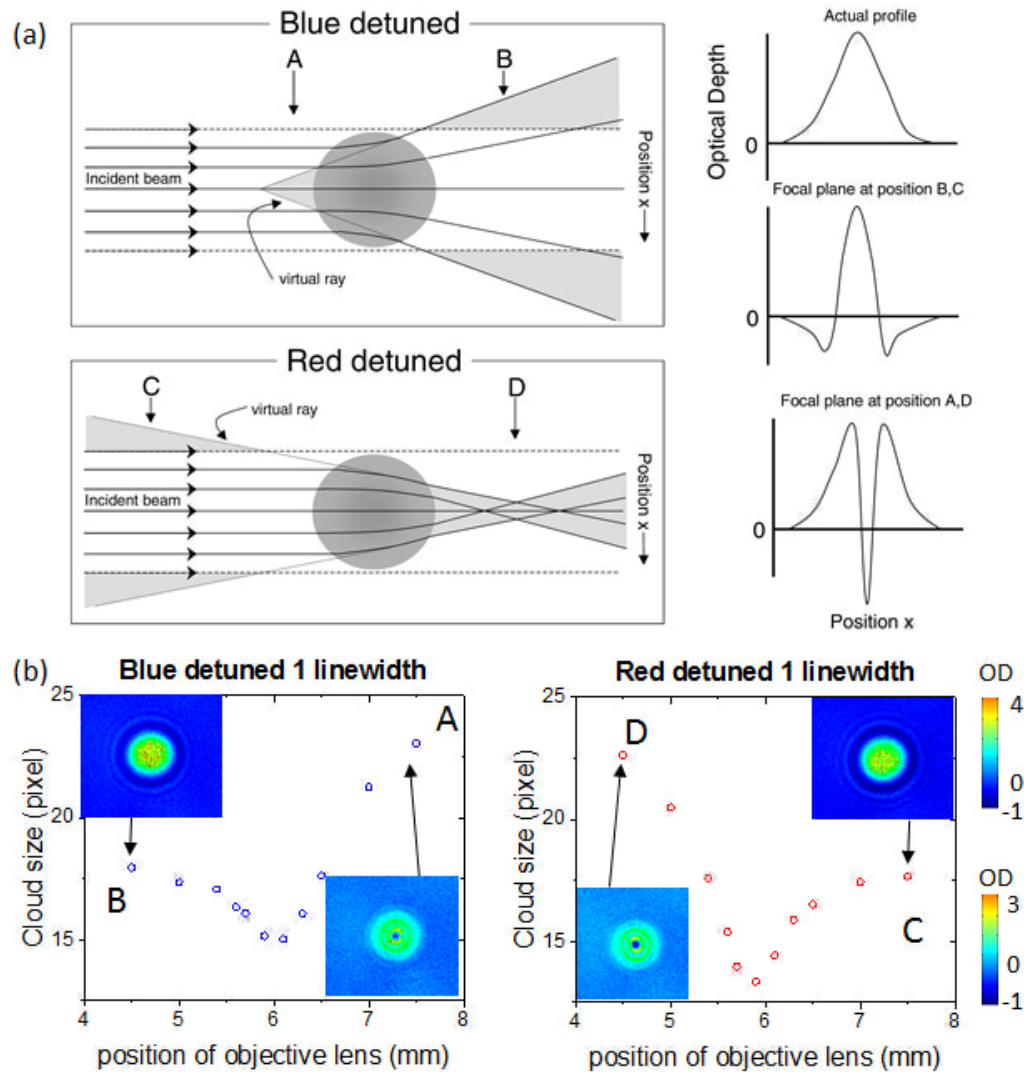 (a)
Blue detuned
A
B
Incident beam
virtual ray
Position x
Red detuned
C
D
virtual ray
Incident beam
Position x
Actual profile
Optical Depth
0
Focal plane at position B,C
0
Focal plane at position A,D
0
Position x
(b)
Blue detuned 1 linewidth
25
20
15
Cloud size (pixel)
A
B
4 5 6 7 8
position of objective lens (mm)
Red detuned 1 linewidth
Cloud size (pixel)
D
C
4 5 6 7 8
position of objective lens (mm)
OD
4
0
-1
OD
3
0
-1